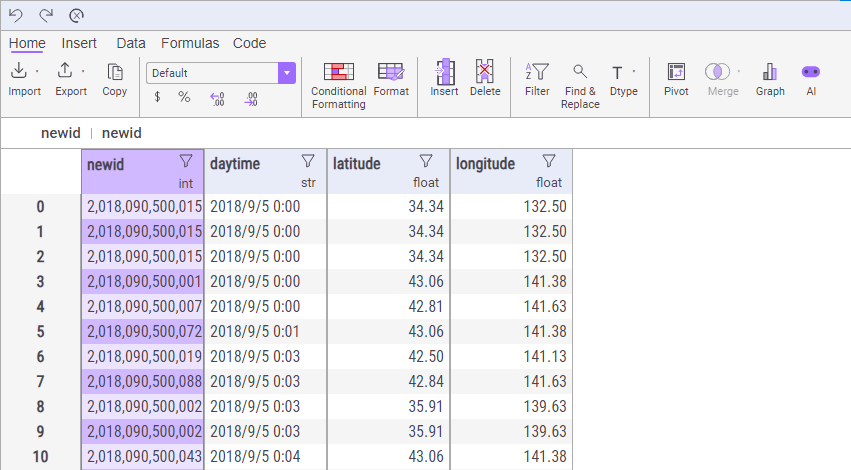 Home Insert Data Formulas Code
Default
$ % .00 .00
Import Export Copy Conditional Formatting Format Insert Delete Filter Find & Replace Dtype Pivot Merge Graph AI
newid | newid
newid daytime latitude longitude
int str float float
0 2,018,090,500,015 2018/9/5 0:00 34.34 132.50
1 2,018,090,500,015 2018/9/5 0:00 34.34 132.50
2 2,018,090,500,015 2018/9/5 0:00 34.34 132.50
3 2,018,090,500,001 2018/9/5 0:00 43.06 141.38
4 2,018,090,500,007 2018/9/5 0:00 42.81 141.63
5 2,018,090,500,072 2018/9/5 0:01 43.06 141.38
6 2,018,090,500,019 2018/9/5 0:03 42.50 141.13
7 2,018,090,500,088 2018/9/5 0:03 42.84 141.63
8 2,018,090,500,002 2018/9/5 0:03 35.91 139.63
9 2,018,090,500,002 2018/9/5 0:03 35.91 139.63
10 2,018,090,500,043 2018/9/5 0:04 43.06 141.38